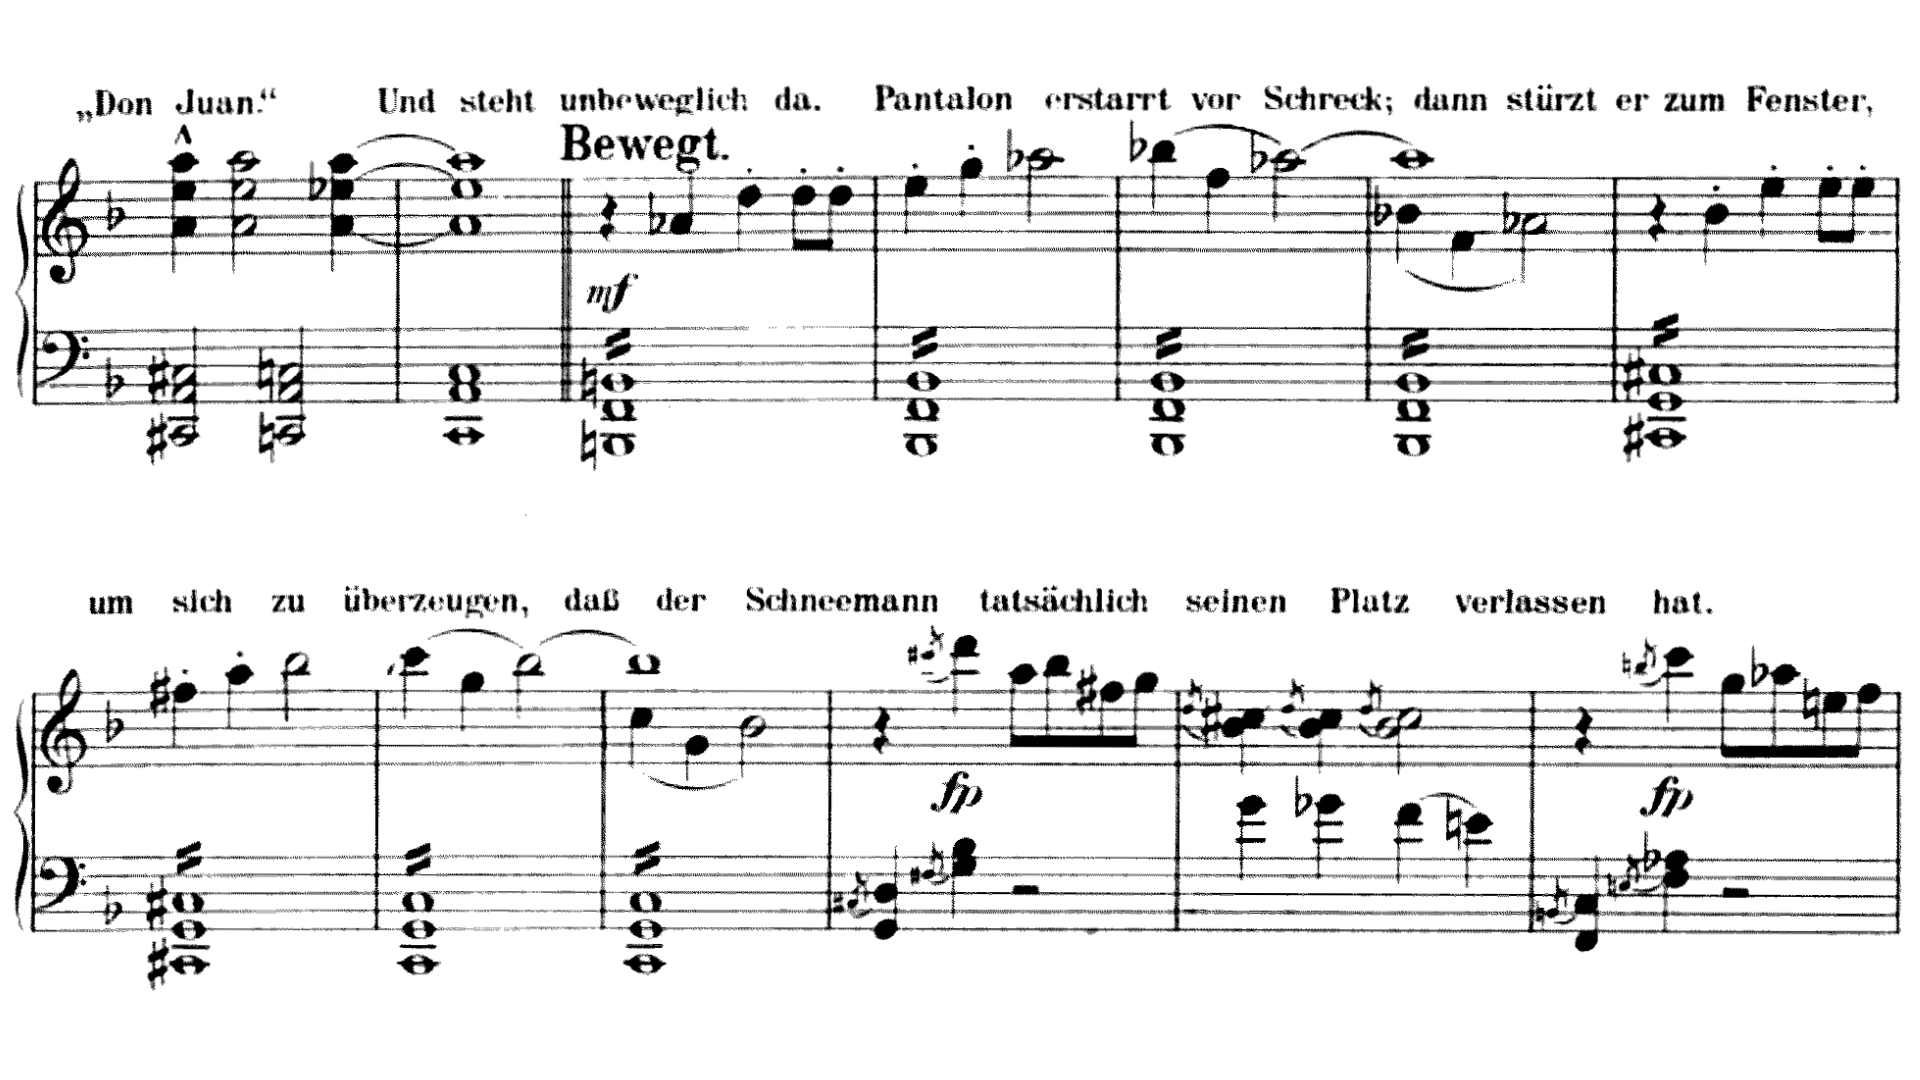 „Don Juan.“ Und steht unbeweglich da. Pantalon erstarrt vor Schreck; dann stürzt er zum Fenster,
Bewegt.
mf
um sich zu überzeugen, daß der Schneemann tatsächlich seinen Platz verlassen hat.
fp fp